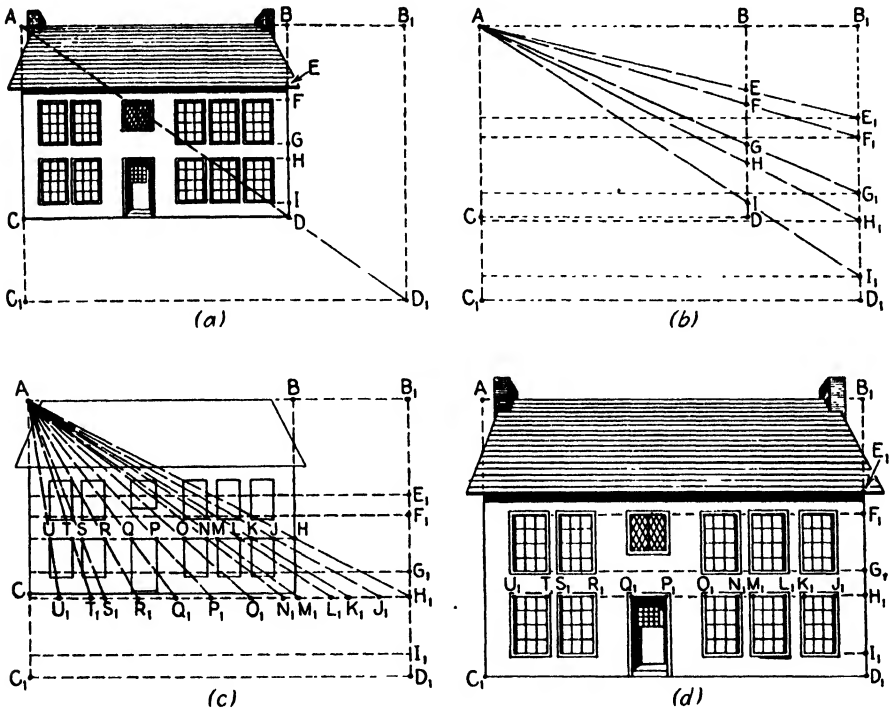 A B B₁
E
F
G
H
I
C D
C₁ D₁
(a)
A B B₁
E
F E₁
F₁
G
H
G₁
I
C D H₁
I₁
C₁ D₁
(b)
A B B₁
E₁
F₁
U T S R Q P O N M L K J H
G₁
C H₁
U₁ T₁ S₁ R₁ Q₁ P₁ O₁ N₁ M₁ L₁ K₁ J₁
I₁
C₁ D₁
(c)
A B₁
E₁
F₁
G₁
U₁ T₁ S₁ R₁ Q₁ P₁ O₁ N₁ M₁ L₁ K₁ J₁ H₁
I₁
C₁ D₁
(d)